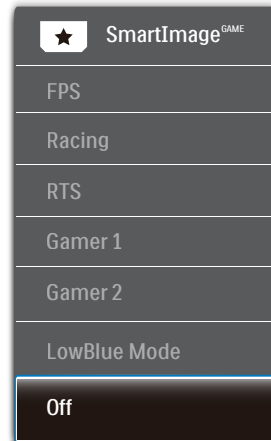 SmartImage GAME
FPS
Racing
RTS
Gamer 1
Gamer 2
LowBlue Mode
Off